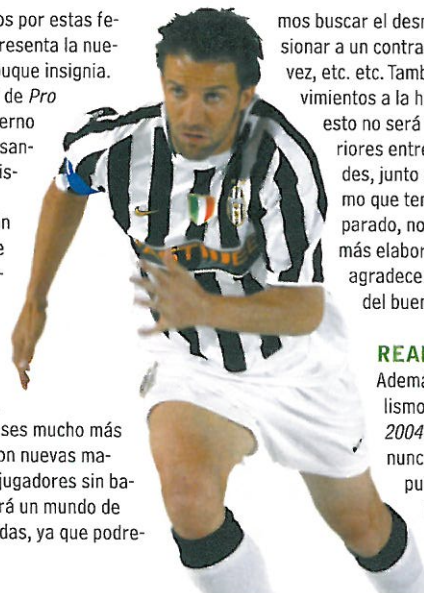 os por estas fe-
resenta la nue-
uque insignia.
de Pro
erno
san-
is-
n
e
-
ses mucho más
on nuevas ma-
jugadores sin ba-
rá un mundo de
das, ya que podre-
mos buscar el desm
sionar a un contra
vez, etc. etc. Tamb
vimientos a la h
esto no será
riores entre
des, junto
mo que ten
parado, no
más elabor
agradece
del buen
REAL
Adema
lismo
2004
nunc
pu